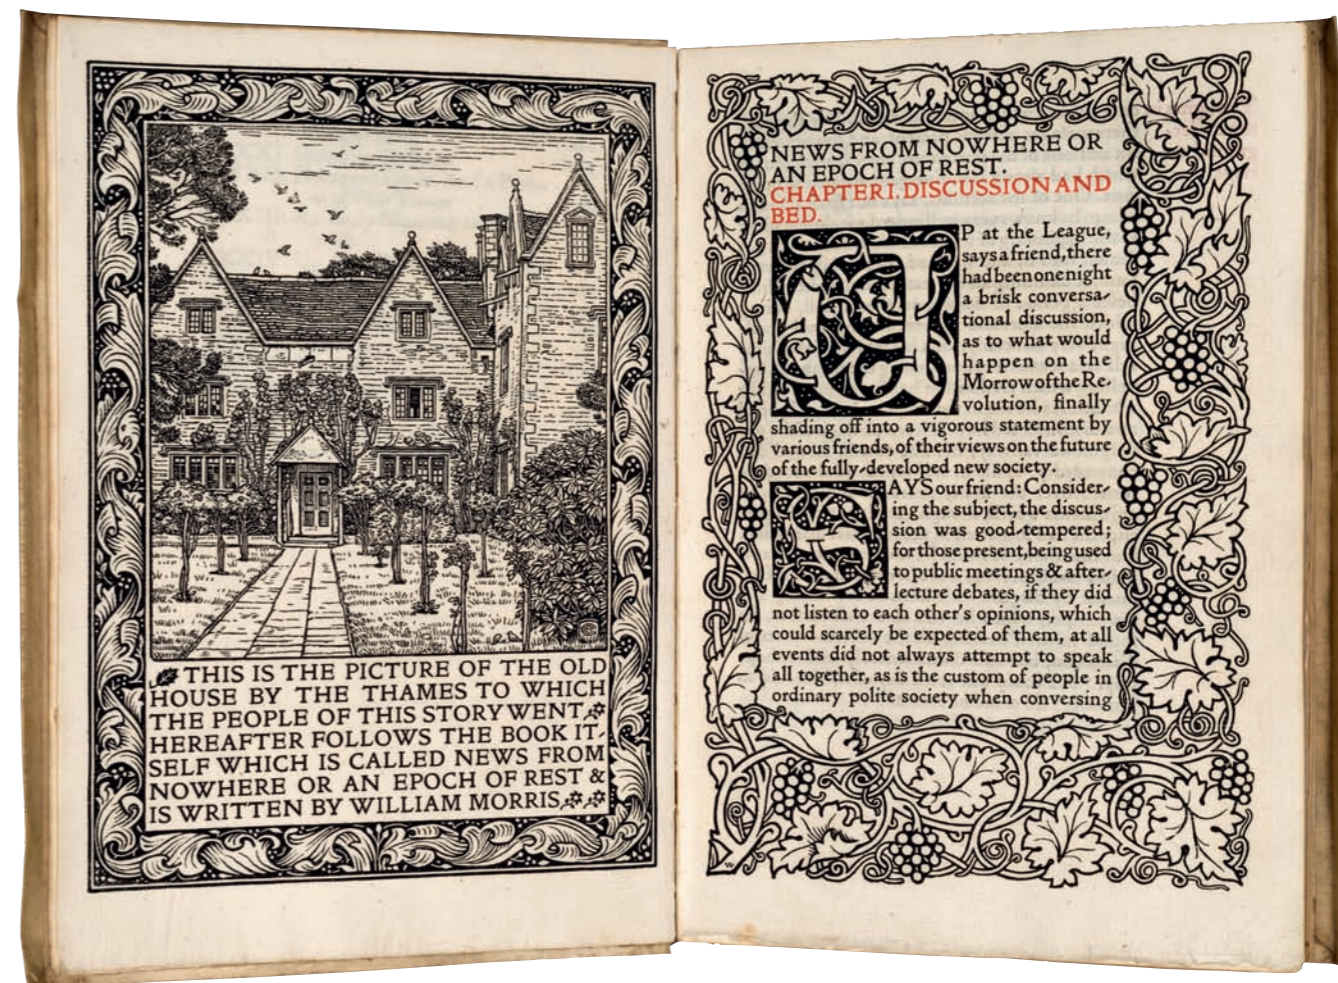 THIS IS THE PICTURE OF THE OLD
HOUSE BY THE THAMES TO WHICH
THE PEOPLE OF THIS STORY WENT
HEREAFTER FOLLOWS THE BOOK IT-
SELF WHICH IS CALLED NEWS FROM
NOWHERE OR AN EPOCH OF REST &
IS WRITTEN BY WILLIAM MORRIS
NEWS FROM NOWHERE OR
AN EPOCH OF REST.
CHAPTER I. DISCUSSION AND
BED.
UP at the League,
says a friend, there
had been one night
a brisk conversa-
tional discussion,
as to what would
happen on the
Morrow of the Re-
volution, finally
shading off into a vigorous statement by
various friends, of their views on the future
of the fully-developed new society.
SAYS our friend: Consider-
ing the subject, the discus-
sion was good-tempered;
for those present, being used
to public meetings & after-
lecture debates, if they did
not listen to each other's opinions, which
could scarcely be expected of them, at all
events did not always attempt to speak
all together, as is the custom of people in
ordinary polite society when conversing